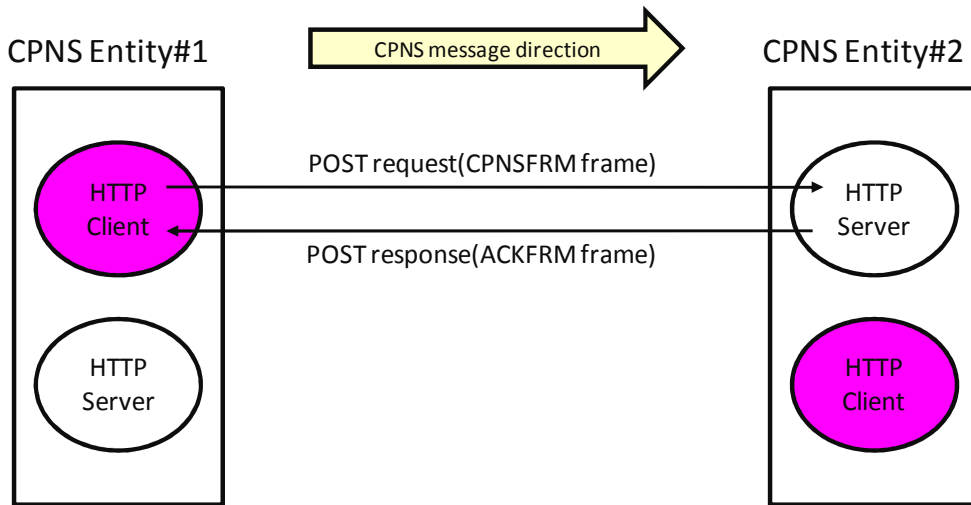 CPNS Entity#1
CPNS message direction
CPNS Entity#2
POST request(CPNSFRM frame)
HTTP
Client
HTTP
Server
POST response(ACKFRM frame)
HTTP
Server
HTTP
Client